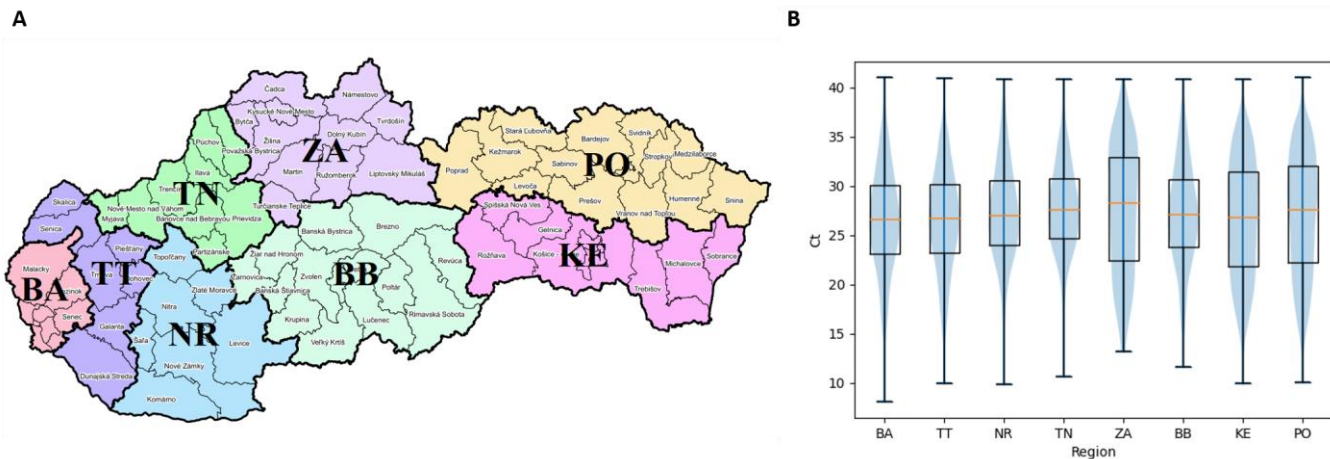 A
B
Čadca
Námestovo
Kysucké Nové Mesto
Bytča
Tvrdošín
Dolný Kubín
Žilina
ZA
Martin
Ružomberok
Liptovský Mikuláš
Turčianske Teplice
Púchov
Považská Bystrica
Ilava
Trenčín
TN
Nové Mesto nad Váhom
Myjava
Bánovce nad Bebravou
Prievidza
Partizánske
Stará Ľubovňa
Bardejov
Svidník
Kežmarok
Stropkov
Medzilaborce
Poprad
Sabinov
PO
Levoča
Prešov
Humenné
Snina
Vranov nad Topľou
Spišská Nová Ves
Gelnica
Rožňava
Košice
KE
Michalovce
Sobrance
Trebišov
Skalica
Senica
Piešťany
TT
Galanta
Dunajská Streda
Malacky
BA
Senec
Topoľčany
Zlaté Moravce
Nitra
NR
Šaľa
Levice
Nové Zámky
Komárno
Banská Bystrica
Brezno
Žiar nad Hronom
Zvolen
BB
Revúca
Banská Štiavnica
Poltár
Krupina
Lučenec
Rimavská Sobota
Veľký Krtíš
40
35
30
25
20
15
10
Ct
BA TT NR TN ZA BB KE PO
Region